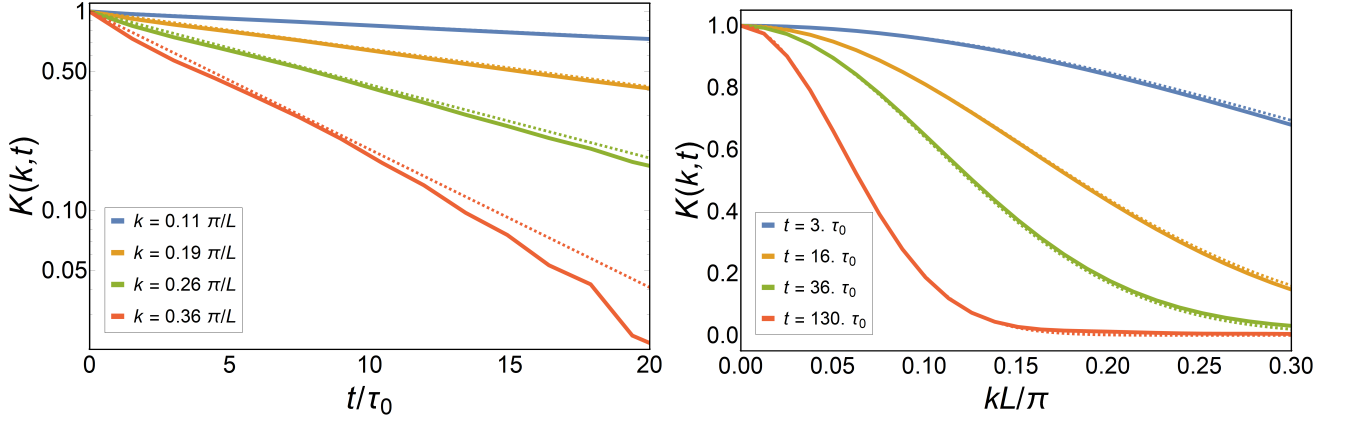 K(k,t)
1
0.50
0.10
0.05
k = 0.11 π/L
k = 0.19 π/L
k = 0.26 π/L
k = 0.36 π/L
0 5 10 15 20
t/τ₀
K(k,t)
1.0
0.8
0.6
0.4
0.2
0.0
t = 3. τ₀
t = 16. τ₀
t = 36. τ₀
t = 130. τ₀
0.00 0.05 0.10 0.15 0.20 0.25 0.30
kL/π